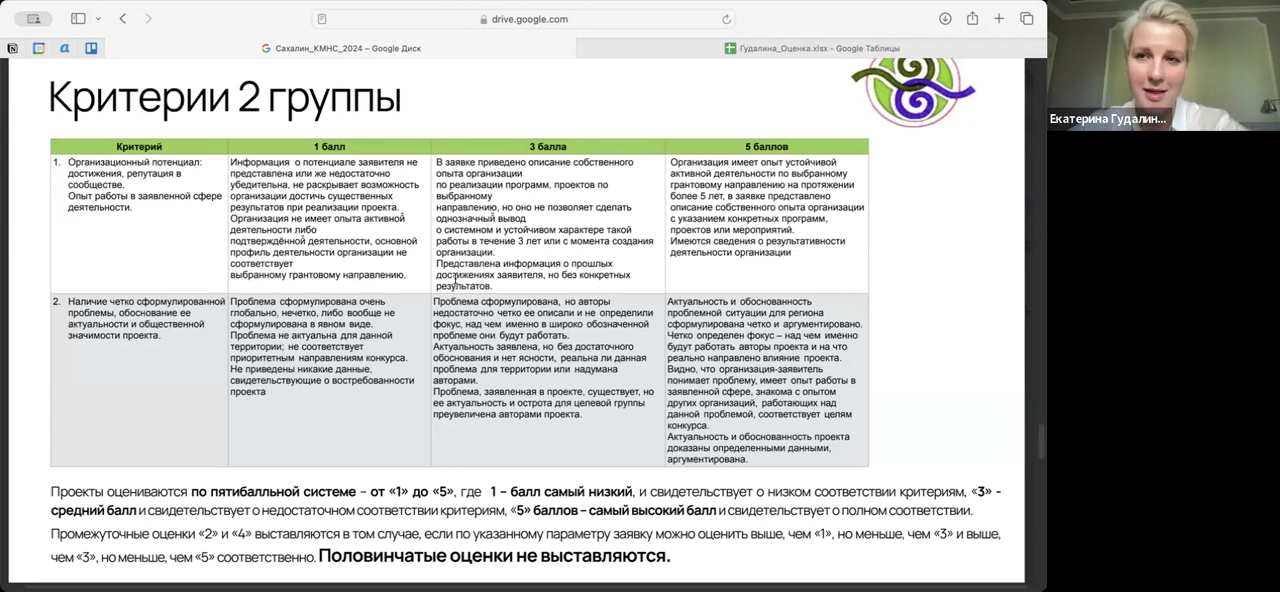 drive.google.com
Сахалин_КМНС_2024 – Google Диск
Гудалина_Оценка.xlsx - Google Таблицы
Екатерина Гудалин...
Критерии 2 группы
Критерий
1 балл
3 балла
5 баллов
1. Организационный потенциал:
достижения, репутация в
сообществе.
Опыт работы в заявленной сфере
деятельности.
Информация о потенциале заявителя не
представлена или же недостаточно
убедительна, не раскрывает возможность
организации достичь существенных
результатов при реализации проекта.
Организация не имеет опыта активной
деятельности либо
подтверждённой деятельности, основной
профиль деятельности организации не
соответствует
выбранному грантовому направлению.
В заявке приведено описание собственного
опыта организации
по реализации программ, проектов по
выбранному
направлению, но оно не позволяет сделать
однозначный вывод
о системном и устойчивом характере такой
работы в течение 3 лет или с момента создания
организации.
Представлена информация о прошлых
достижениях заявителя, но без конкретных
результатов.
Организация имеет опыт устойчивой
активной деятельности по выбранному
грантовому направлению на протяжении
более 5 лет, в заявке представлено
описание собственного опыта организации
с указанием конкретных программ,
проектов или мероприятий.
Имеются сведения о результативности
деятельности организации
2. Наличие четко сформулированной
проблемы, обоснование ее
актуальности и общественной
значимости проекта.
Проблема сформулирована очень
глобально, нечетко, либо вообще не
сформулирована в явном виде.
Проблема не актуальна для данной
территории; не соответствует
приоритетным направлениям конкурса.
Не приведены никакие данные,
свидетельствующие о востребованности
проекта
Проблема сформулирована, но авторы
недостаточно четко ее описали и не определили
фокус, над чем именно в широко обозначенной
проблеме они будут работать.
Актуальность заявлена, но без достаточного
обоснования и нет ясности, реальна ли данная
проблема для территории или надумана
авторами.
Проблема, заявленная в проекте, существует, но
ее актуальность и острота для целевой группы
преувеличена авторами проекта.
Актуальность и обоснованность
проблемной ситуации для региона
сформулирована четко и аргументировано.
Четко определен фокус – над чем именно
будут работать авторы проекта и на что
реально направлено влияние проекта.
Видно, что организация-заявитель
понимает проблему, имеет опыт работы в
заявленной сфере, знакома с опытом
других организаций, работающих над
данной проблемой, соответствует целям
конкурса.
Актуальность и обоснованность проекта
доказаны определенными данными,
аргументирована.
Проекты оцениваются по пятибалльной системе – от «1» до «5», где 1 – балл самый низкий, и свидетельствует о низком соответствии критериям, «3» -
средний балл и свидетельствует о недостаточном соответствии критериям, «5» баллов – самый высокий балл и свидетельствует о полном соответствии.
Промежуточные оценки «2» и «4» выставляются в том случае, если по указанному параметру заявку можно оценить выше, чем «1», но меньше, чем «3» и выше,
чем «3», но меньше, чем «5» соответственно. Половинчатые оценки не выставляются.